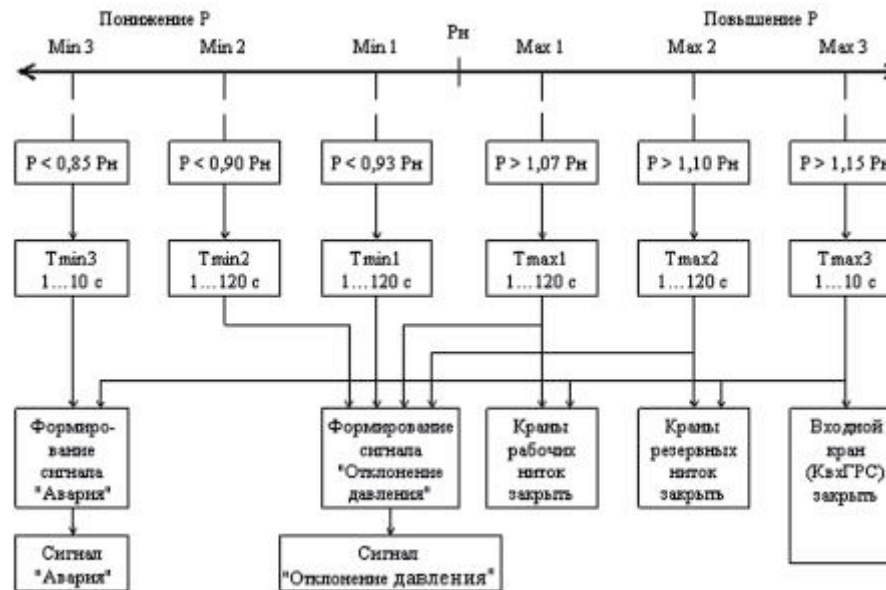 Понижение Р
Повышение Р
Min 3
Min 2
Min 1
Рн
Max 1
Max 2
Max 3
Р < 0,85 Рн
Р < 0,90 Рн
Р < 0,93 Рн
Р > 1,07 Рн
Р > 1,10 Рн
Р > 1,15 Рн
Tmin3
1...10 с
Tmin2
1...120 с
Tmin1
1...120 с
Tmax1
1...120 с
Tmax2
1...120 с
Tmax3
1...10 с
Формиро-
вание
сигнала
"Авария"
Формирование
сигнала
"Отклонение
давления"
Краны
рабочих
ниток
закрыть
Краны
резервных
ниток
закрыть
Входной
кран
(КвхГРС)
закрыть
Сигнал
"Авария"
Сигнал
"Отклонение давления"